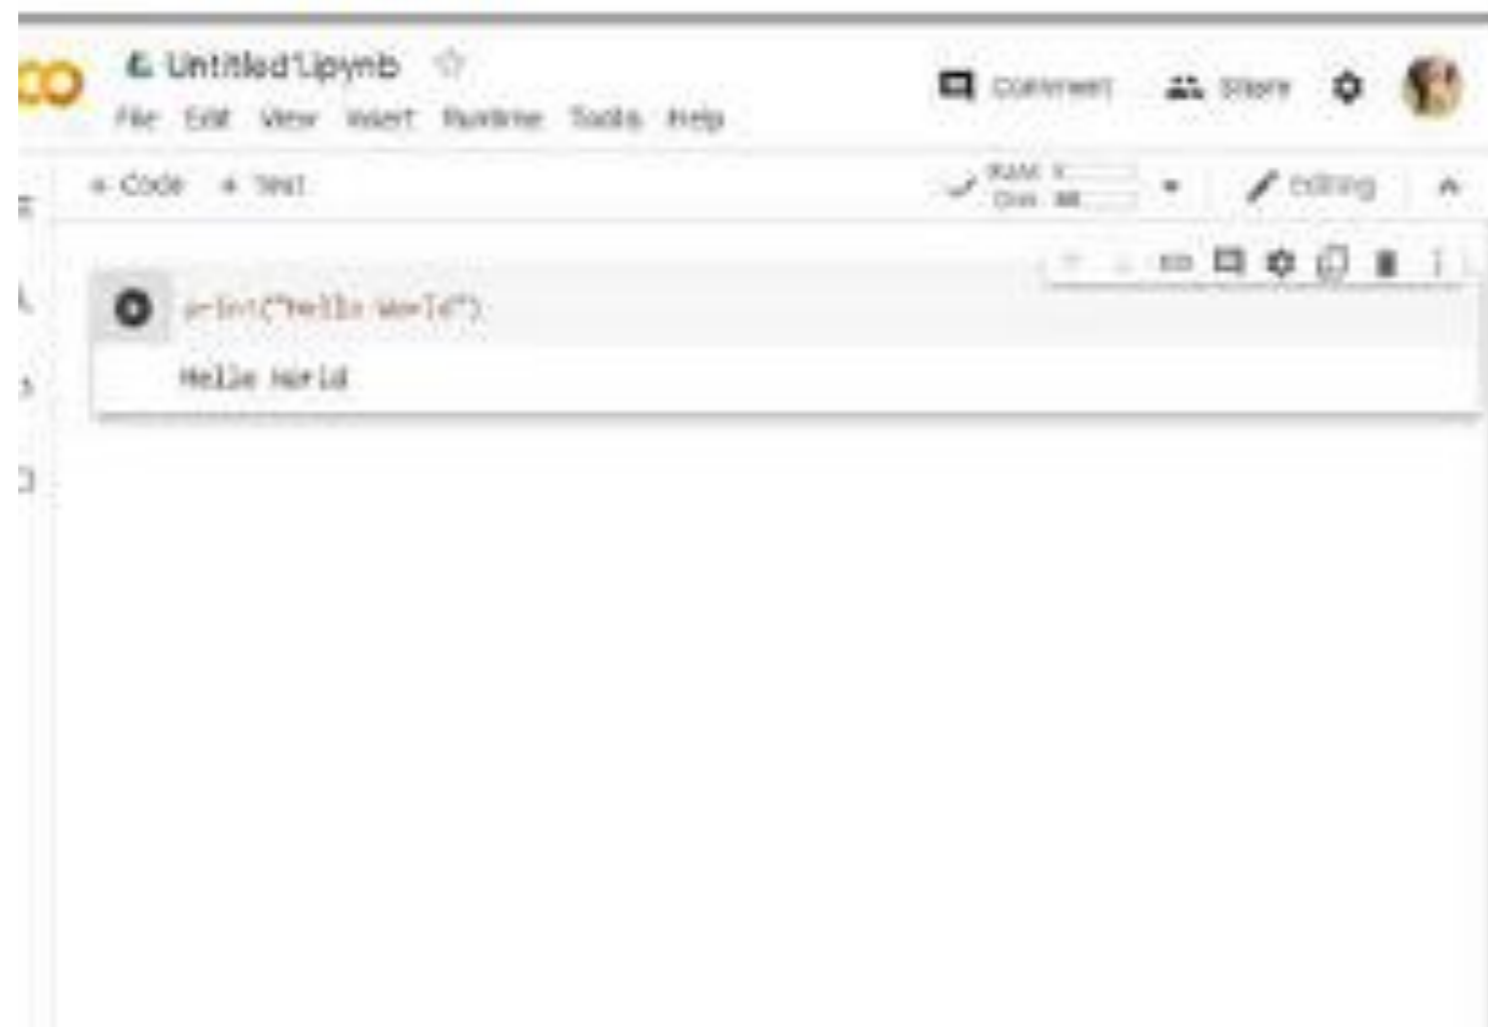 Untitled1.ipynb
File Edit View Insert Runtime Tools Help
Comment Share
+ Code + Text
RAM
Disk
Editing
print("Hello World")
Hello World